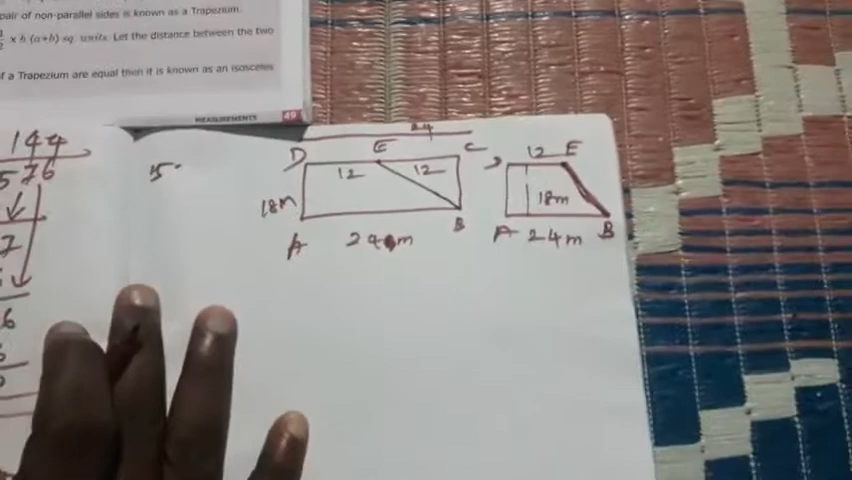 pair of non-parallel sides is known as a Trapezium.
× h (a+b) sq. units. Let the distance between the two
f a Trapezium are equal then it is known as an isosceles
MEASUREMENTS 49
144
576
7
6
0
5.
24
D E C
12 12
18m
A 24 m B
12 E
18m
A 24m B